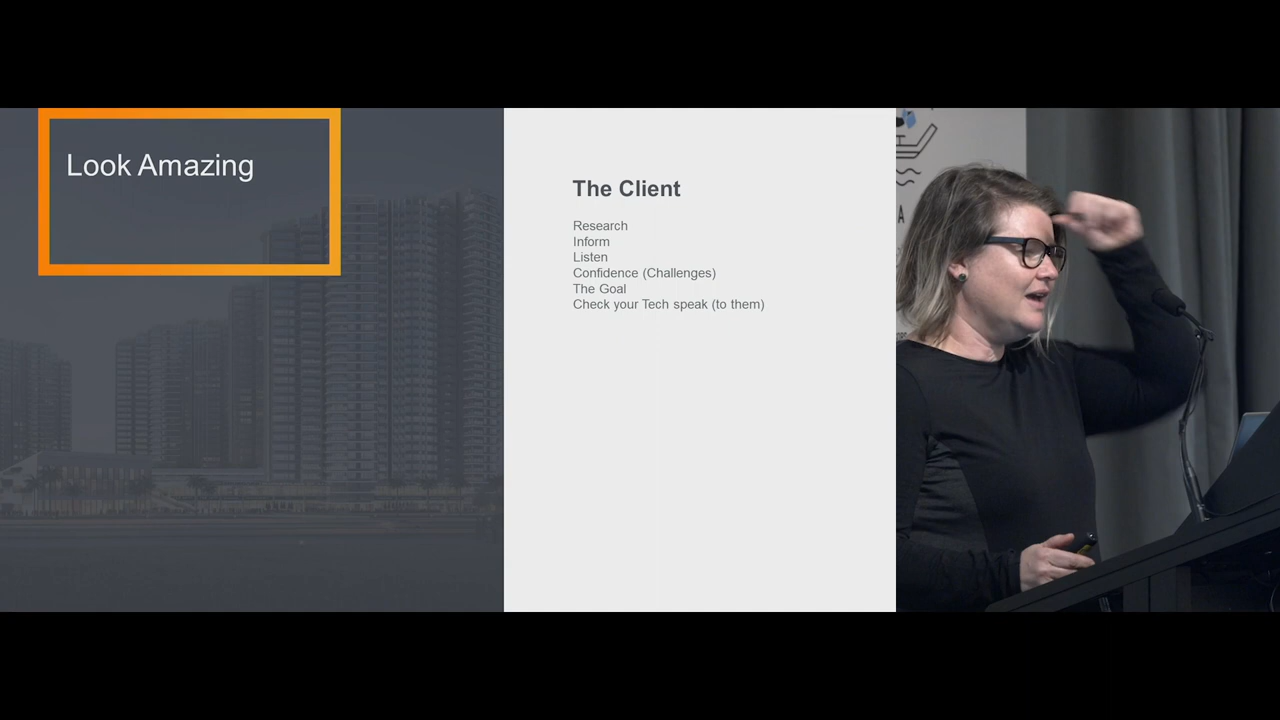 Look Amazing
The Client
Research
Inform
Listen
Confidence (Challenges)
The Goal
Check your Tech speak (to them)
A